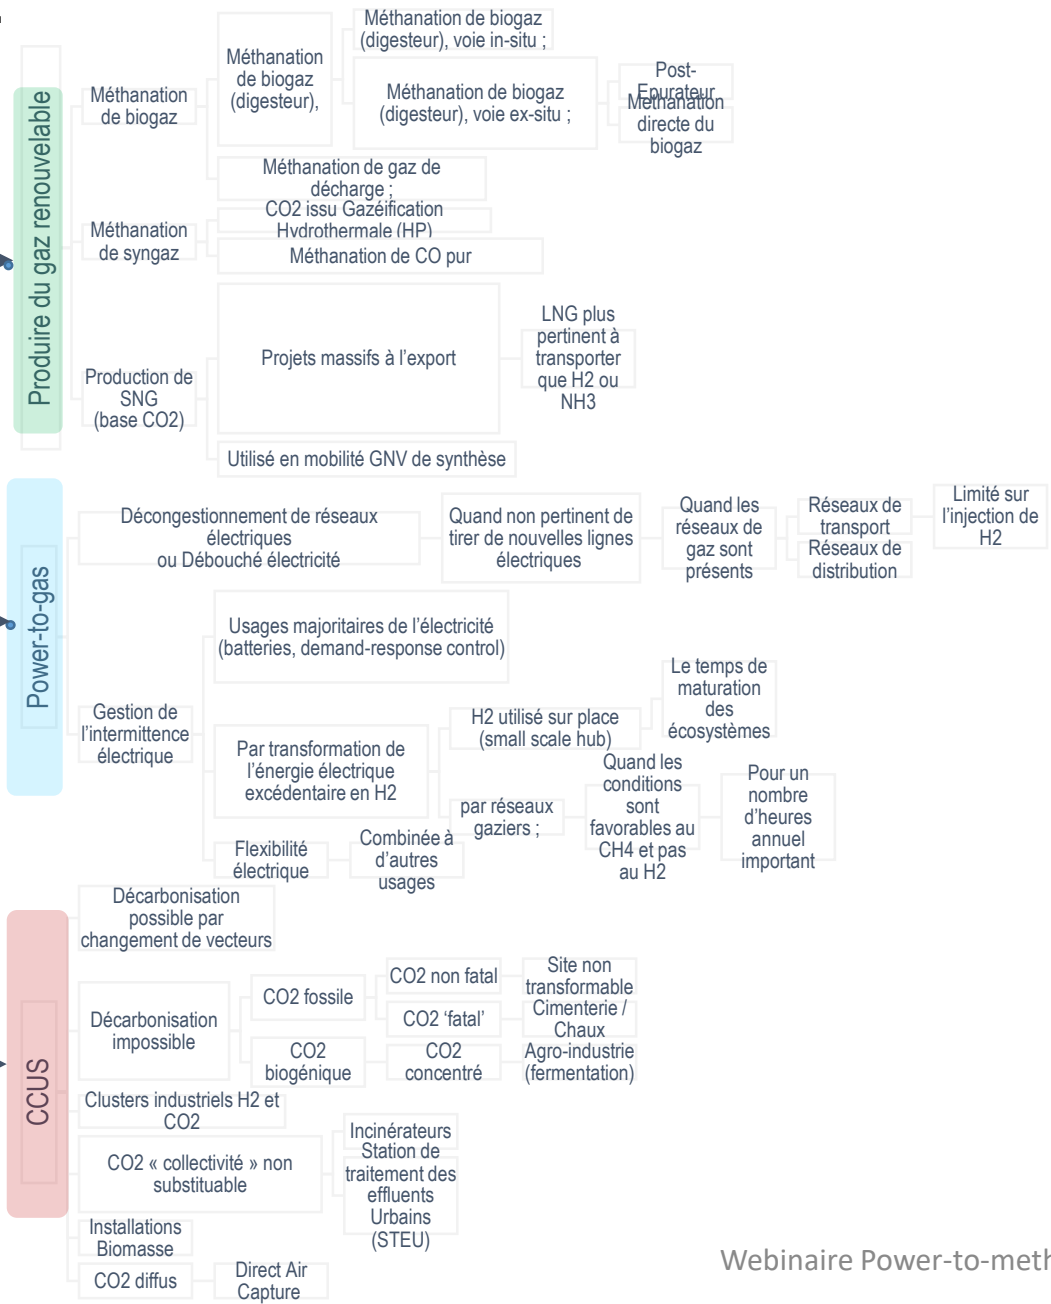 Produire du gaz renouvelable
Méthanation
de biogaz
Méthanation
de biogaz
(digesteur),
Méthanation de biogaz
(digesteur), voie in-situ ;
Méthanation de biogaz
(digesteur), voie ex-situ ;
Post-
Epurateur
Méthanation
directe du
biogaz
Méthanation de gaz de
décharge ;
Méthanation
de syngaz
CO2 issu Gazéification
Hydrothermale (HP)
Méthanation de CO pur
Production de
SNG
(base CO2)
Projets massifs à l’export
LNG plus
pertinent à
transporter
que H2 ou
NH3
Utilisé en mobilité GNV de synthèse
Power-to-gas
Décongestionnement de réseaux
électriques
ou Débouché électricité
Quand non pertinent de
tirer de nouvelles lignes
électriques
Quand les
réseaux de
gaz sont
présents
Réseaux de
transport
Limité sur
l’injection de
H2
Réseaux de
distribution
Gestion de
l’intermittence
électrique
Usages majoritaires de l’électricité
(batteries, demand-response control)
Par transformation de
l’énergie électrique
excédentaire en H2
H2 utilisé sur place
(small scale hub)
Le temps de
maturation
des
écosystèmes
par réseaux
gaziers ;
Quand les
conditions
sont
favorables au
CH4 et pas
au H2
Pour un
nombre
d’heures
annuel
important
Flexibilité
électrique
Combinée à
d’autres
usages
CCUS
Décarbonisation
possible par
changement de vecteurs
Décarbonisation
impossible
CO2 fossile
CO2 non fatal
Site non
transformable
CO2 ‘fatal’
Cimenterie /
Chaux
CO2
biogénique
CO2
concentré
Agro-industrie
(fermentation)
Clusters industriels H2 et
CO2
CO2 « collectivité » non
substituable
Incinérateurs
Station de
traitement des
effluents
Urbains
(STEU)
Installations
Biomasse
CO2 diffus
Direct Air
Capture
Webinaire Power-to-meth